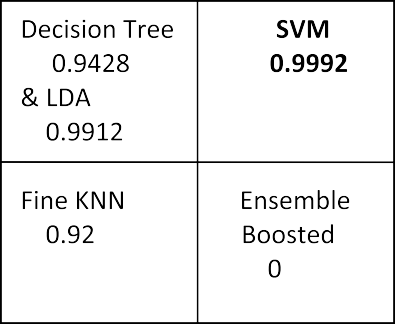 Decision Tree
0.9428
& LDA
0.9912
SVM
0.9992
Fine KNN
0.92
Ensemble
Boosted
0